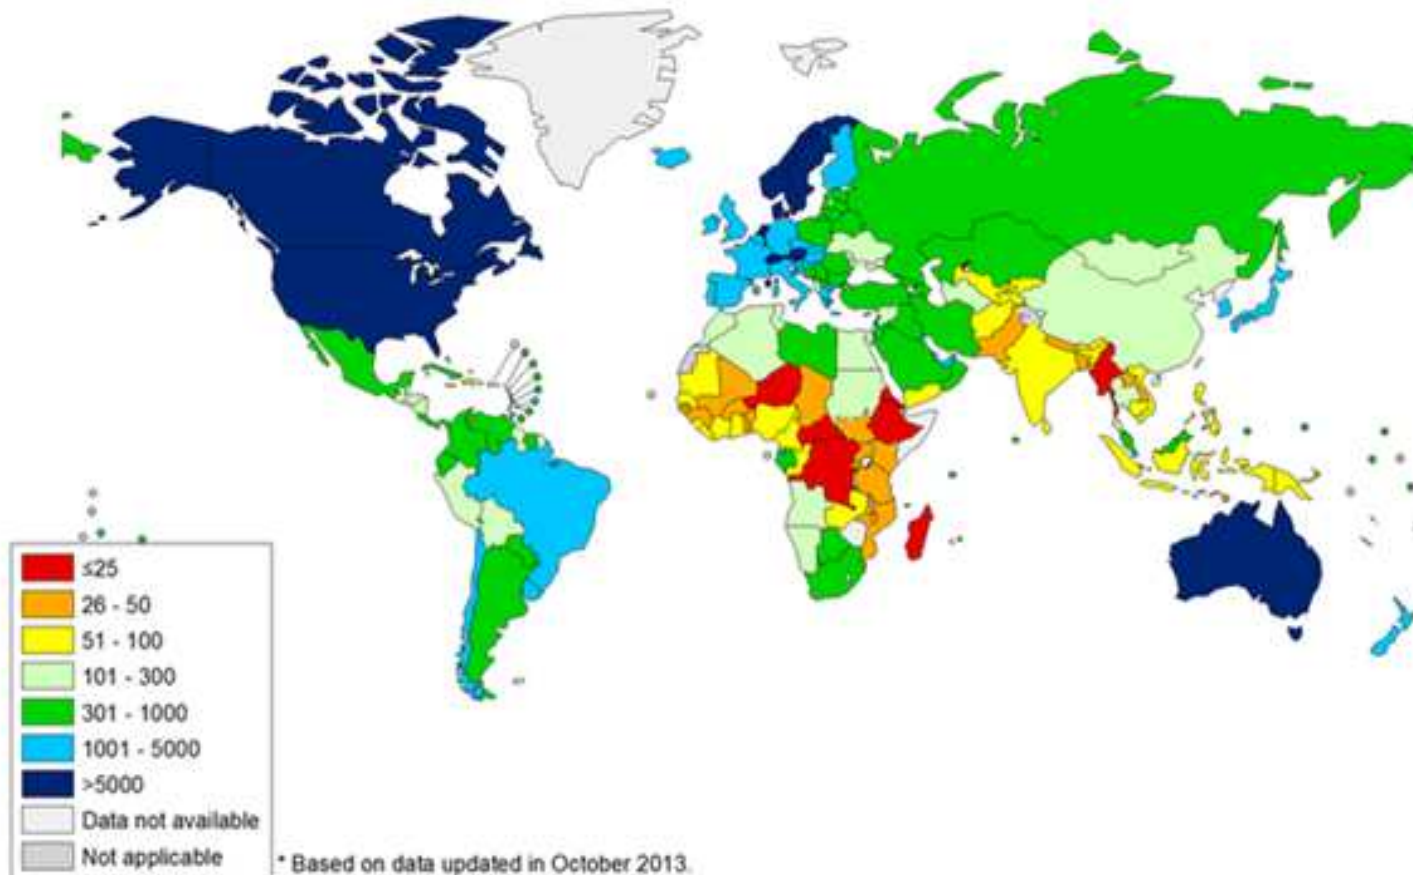 ≤25
26 - 50
51 - 100
101 - 300
301 - 1000
1001 - 5000
>5000
Data not available
Not applicable
* Based on data updated in October 2013.